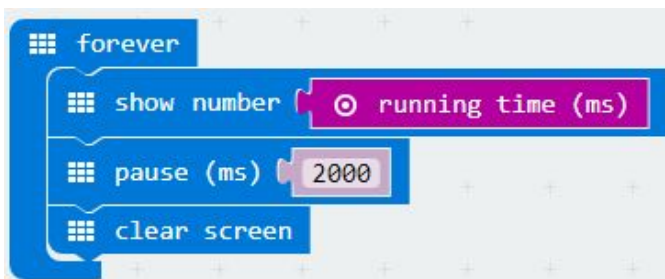 forever
show number running time (ms)
pause (ms) 2000
clear screen